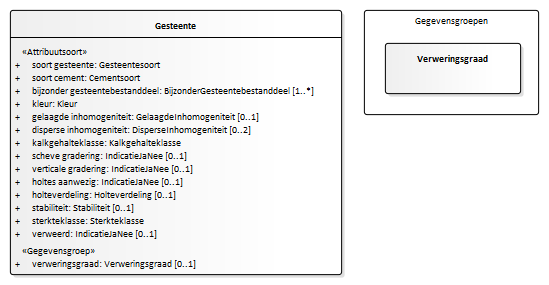 Gesteente
«Attribuutsoort»
+ soort gesteente: Gesteentesoort
+ soort cement: Cementsoort
+ bijzonder gesteentebestanddeel: BijzonderGesteentebestanddeel [1..*]
+ kleur: Kleur
+ gelaagde inhomogeniteit: GelaagdeInhomogeniteit [0..1]
+ disperse inhomogeniteit: DisperseInhomogeniteit [0..2]
+ kalkgehalteklasse: Kalkgehalteklasse
+ scheve gradering: IndicatieJaNee [0..1]
+ verticale gradering: IndicatieJaNee [0..1]
+ holtes aanwezig: IndicatieJaNee [0..1]
+ holteverdeling: Holteverdeling [0..1]
+ stabiliteit: Stabiliteit [0..1]
+ sterkteklasse: Sterkteklasse
+ verweerd: IndicatieJaNee [0..1]
«Gegevensgroep»
+ verweringsgraad: Verweringsgraad [0..1]
Gegevensgroepen
Verweringsgraad